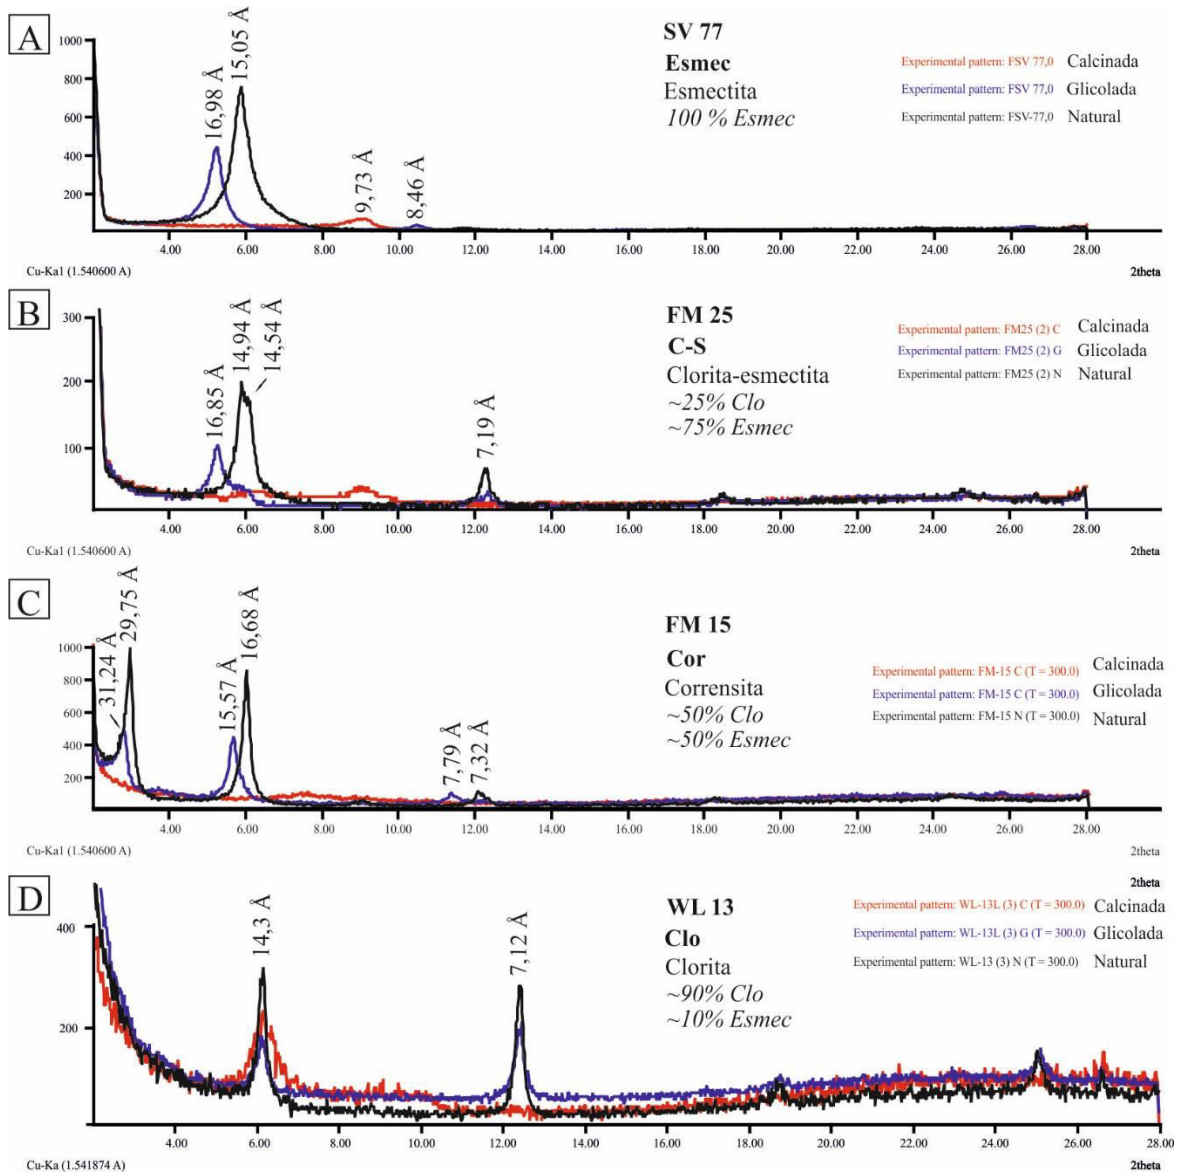 A
16,98 Å
15,05 Å
9,73 Å
8,46 Å
SV 77
Esmec
Esmectita
100 % Esmec
Experimental pattern: FSV 77,0 Calcinada
Experimental pattern: FSV 77,0 Glicolada
Experimental pattern: FSV-77,0 Natural
1000
800
600
400
200
4.00 6.00 8.00 10.00 12.00 14.00 16.00 18.00 20.00 22.00 24.00 26.00 28.00
Cu-Ka1 (1.540600 A) 2theta
B
16,85 Å
14,94 Å
14,54 Å
7,19 Å
FM 25
C-S
Clorita-esmectita
~25% Clo
~75% Esmec
Experimental pattern: FM25 (2) C Calcinada
Experimental pattern: FM25 (2) G Glicolada
Experimental pattern: FM25 (2) N Natural
300
200
100
4.00 6.00 8.00 10.00 12.00 14.00 16.00 18.00 20.00 22.00 24.00 26.00 28.00
Cu-Ka1 (1.540600 A) 2theta
C
31,24 Å
29,75 Å
15,57 Å
16,68 Å
7,79 Å
7,32 Å
FM 15
Cor
Corrensita
~50% Clo
~50% Esmec
Experimental pattern: FM-15 C (T = 300.0) Calcinada
Experimental pattern: FM-15 C (T = 300.0) Glicolada
Experimental pattern: FM-15 N (T = 300.0) Natural
1000
800
600
400
200
4.00 6.00 8.00 10.00 12.00 14.00 16.00 18.00 20.00 22.00 24.00 26.00 28.00
Cu-Ka1 (1.540600 A) 2theta
2theta
D
14,3 Å
7,12 Å
WL 13
Clo
Clorita
~90% Clo
~10% Esmec
Experimental pattern: WL-13L (3) C (T = 300.0) Calcinada
Experimental pattern: WL-13L (3) G (T = 300.0) Glicolada
Experimental pattern: WL-13 (3) N (T = 300.0) Natural
400
200
4.00 6.00 8.00 10.00 12.00 14.00 16.00 18.00 20.00 22.00 24.00 26.00 28.00
Cu-Ka (1.541874 A) 2theta